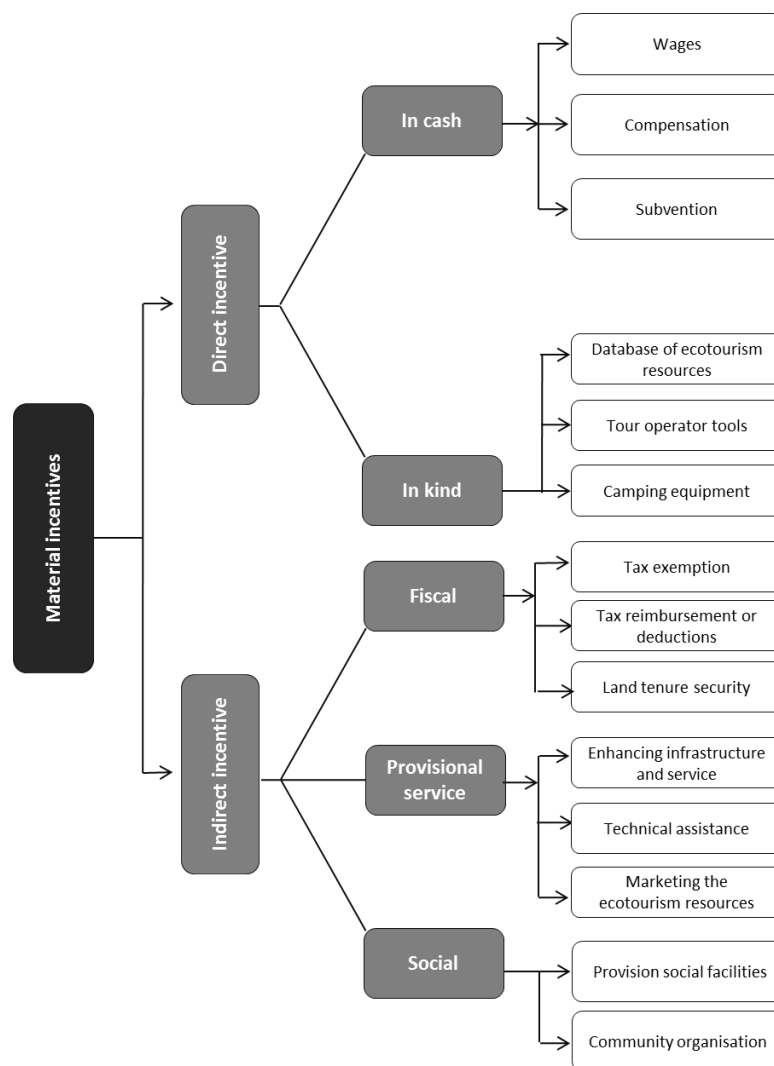 Material incentives
Direct incentive
In cash
Wages
Compensation
Subvention
In kind
Database of ecotourism
resources
Tour operator tools
Camping equipment
Indirect incentive
Fiscal
Tax exemption
Tax reimbursement or
deductions
Land tenure security
Provisional
service
Enhancing infrastructure
and service
Technical assistance
Marketing the
ecotourism resources
Social
Provision social facilities
Community organisation